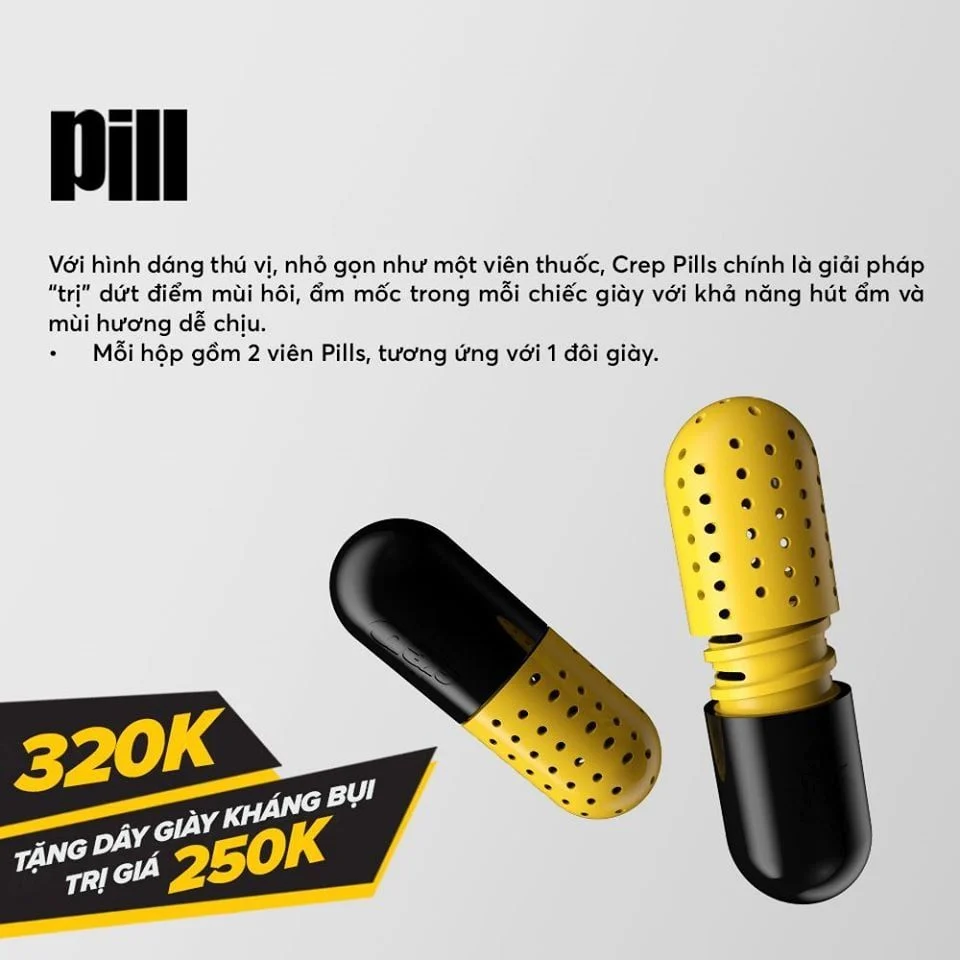 pill
Với hình dáng thú vị, nhỏ gọn như một viên thuốc, Crep Pills chính là giải pháp
“trị” dứt điểm mùi hôi, ẩm mốc trong mỗi chiếc giày với khả năng hút ẩm và
mùi hương dễ chịu.
• Mỗi hộp gồm 2 viên Pills, tương ứng với 1 đôi giày.
320K
TẶNG DÂY GIÀY KHÁNG BỤI
TRỊ GIÁ 250K